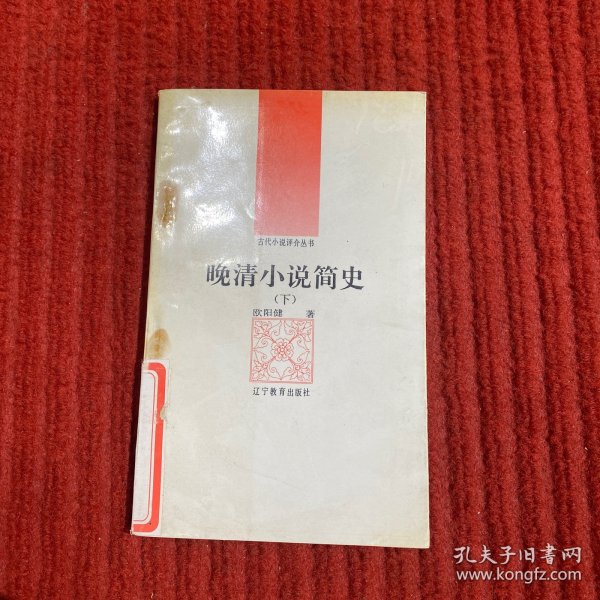 古代小说评介丛书
晚清小说简史
（下）
欧阳健 著
辽宁教育出版社
孔夫子旧书网
www.kongfz.com